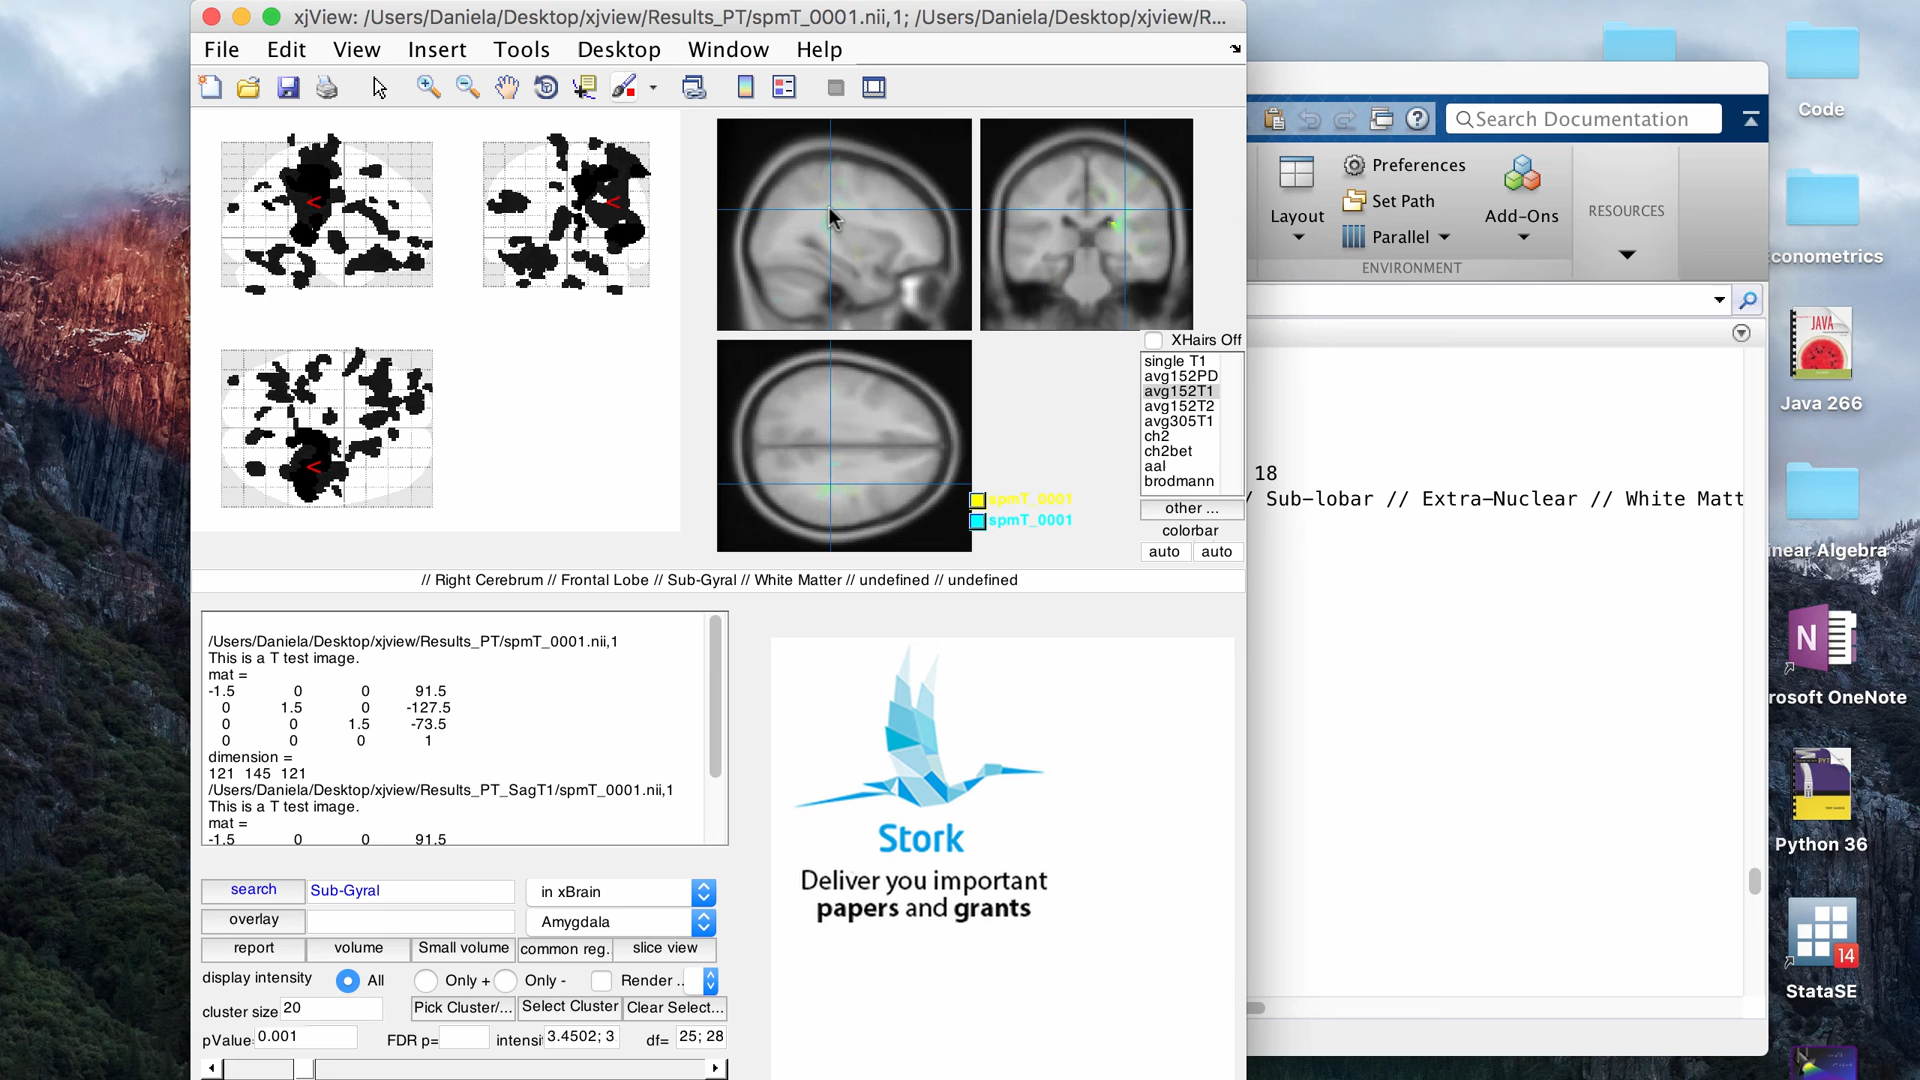 xjView: /Users/Daniela/Desktop/xjview/Results_PT/spmT_0001.nii,1; /Users/Daniela/Desktop/xjview/R...
File Edit View Insert Tools Desktop Window Help
Search Documentation
Layout
Preferences
Set Path
Parallel
Add-Ons
RESOURCES
ENVIRONMENT
XHairs Off
single T1
avg152PD
avg152T1
avg152T2
avg305T1
ch2
ch2bet
aal
brodmann
other ...
colorbar
auto auto
spmT_0001
spmT_0001
18
/ Sub-lobar // Extra-Nuclear // White Matt
// Right Cerebrum // Frontal Lobe // Sub-Gyral // White Matter // undefined // undefined
/Users/Daniela/Desktop/xjview/Results_PT/spmT_0001.nii,1
This is a T test image.
mat =
-1.5 0 0 91.5
0 1.5 0 -127.5
0 0 1.5 -73.5
0 0 0 1
dimension =
121 145 121
/Users/Daniela/Desktop/xjview/Results_PT_SagT1/spmT_0001.nii,1
This is a T test image.
mat =
-1.5 0 0 91.5
Stork
Deliver you important
papers and grants
search Sub-Gyral in xBrain
overlay Amygdala
report volume Small volume common reg. slice view
display intensity All Only + Only - Render ..
cluster size 20 Pick Cluster/... Select Cluster Clear Select...
pValue: 0.001 FDR p= intensi 3.4502; 3 df= 25; 28
Code
conometrics
JAVA
Java 266
inear Algebra
N
rosoft OneNote
Python 36
14
StataSE